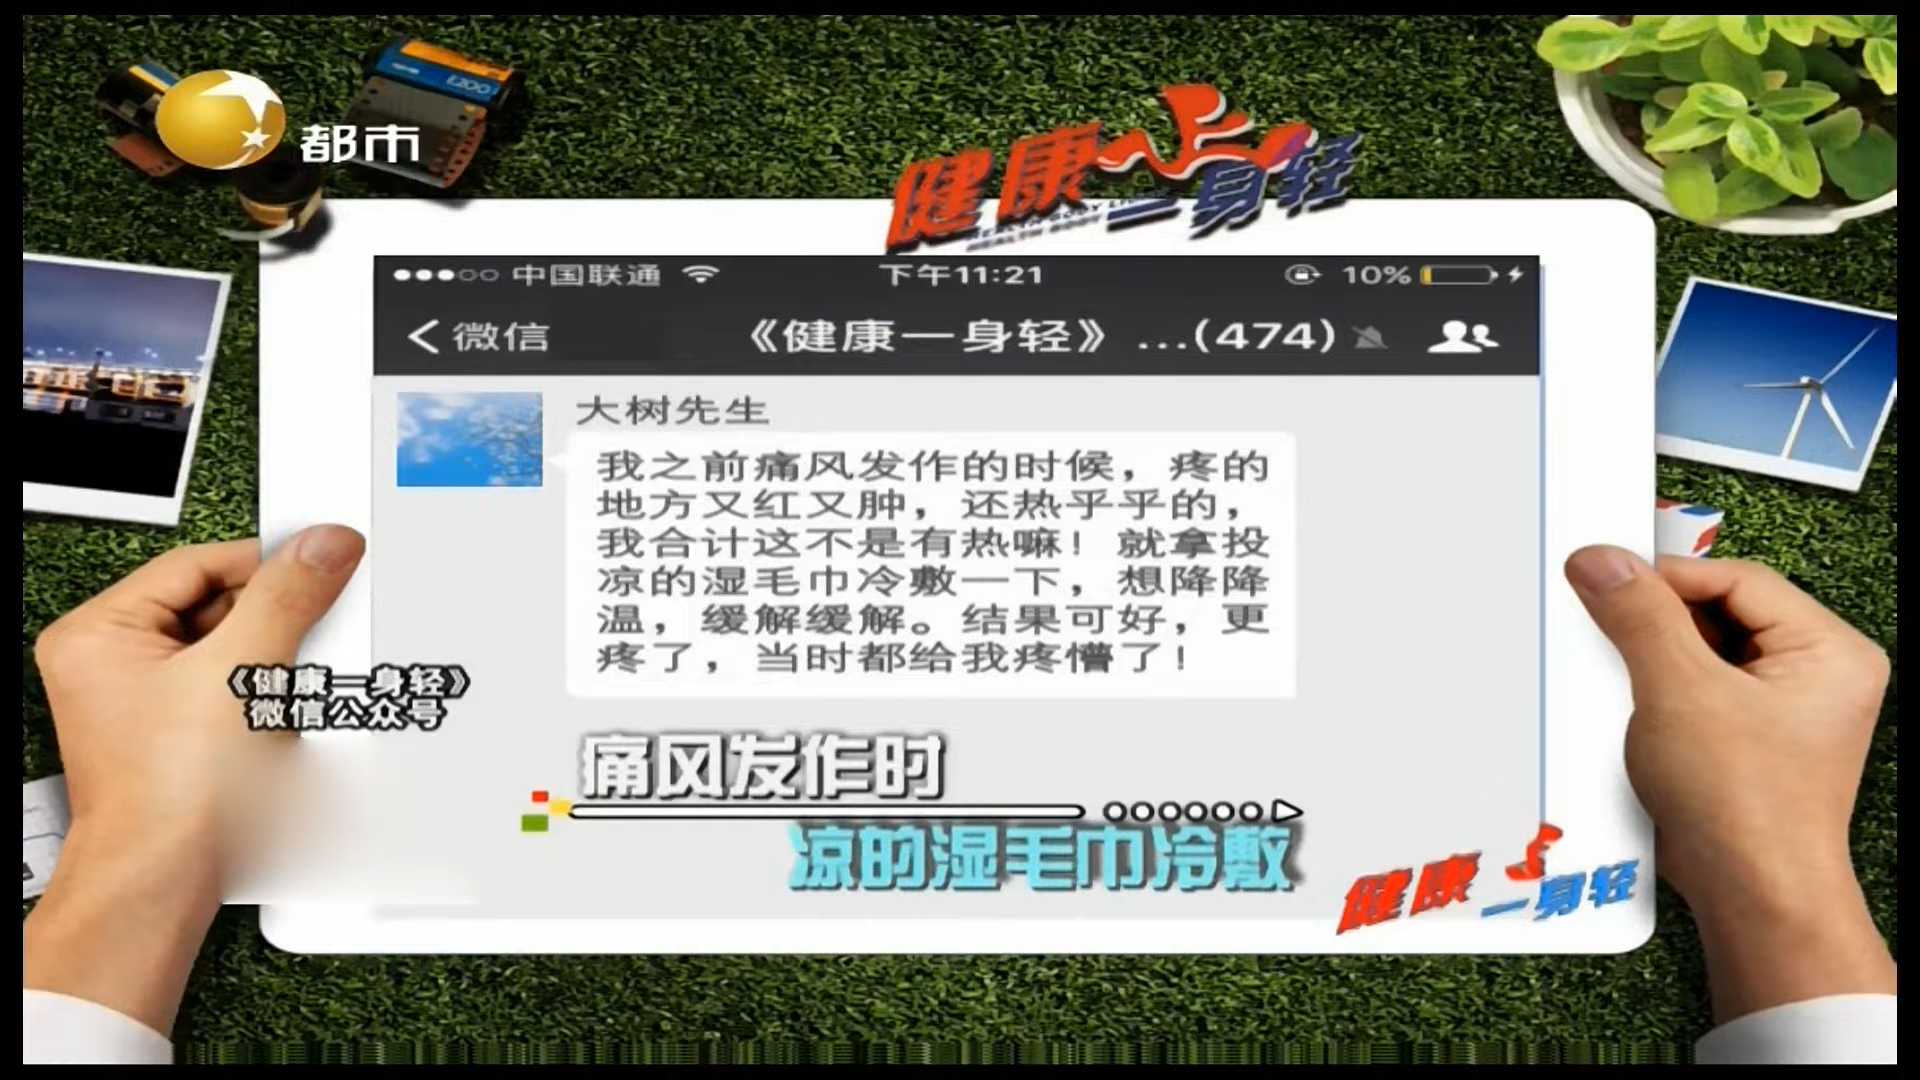 都市
健康一身轻
中国联通 下午11:21 10%
微信 《健康一身轻》 ...(474)
大树先生
我之前痛风发作的时候，疼的
地方又红又肿，还热乎乎的，
我合计这不是有热嘛！就拿投
凉的湿毛巾冷敷一下，想降降
温，缓解缓解。结果可好，更
疼了，当时都给我疼懵了！
《健康一身轻》
微信公众号
痛风发作时
凉的湿毛巾冷敷
健康一身轻